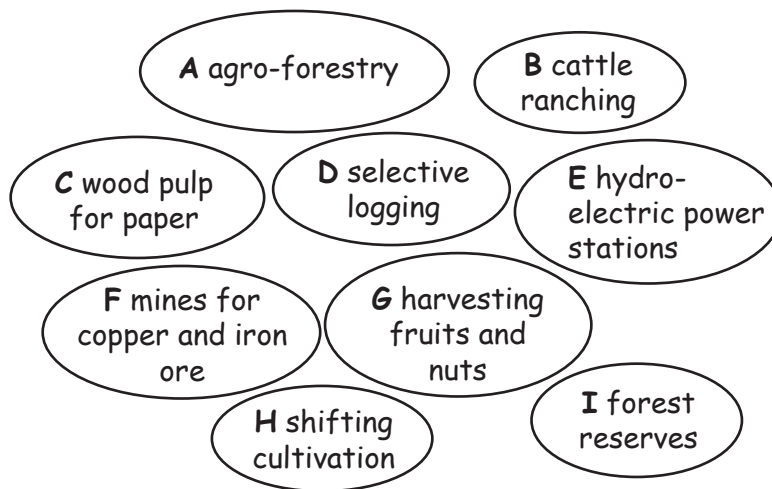 A agro-forestry
B cattle
ranching
C wood pulp
for paper
D selective
logging
E hydro-
electric power
stations
F mines for
copper and iron
ore
G harvesting
fruits and
nuts
H shifting
cultivation
I forest
reserves